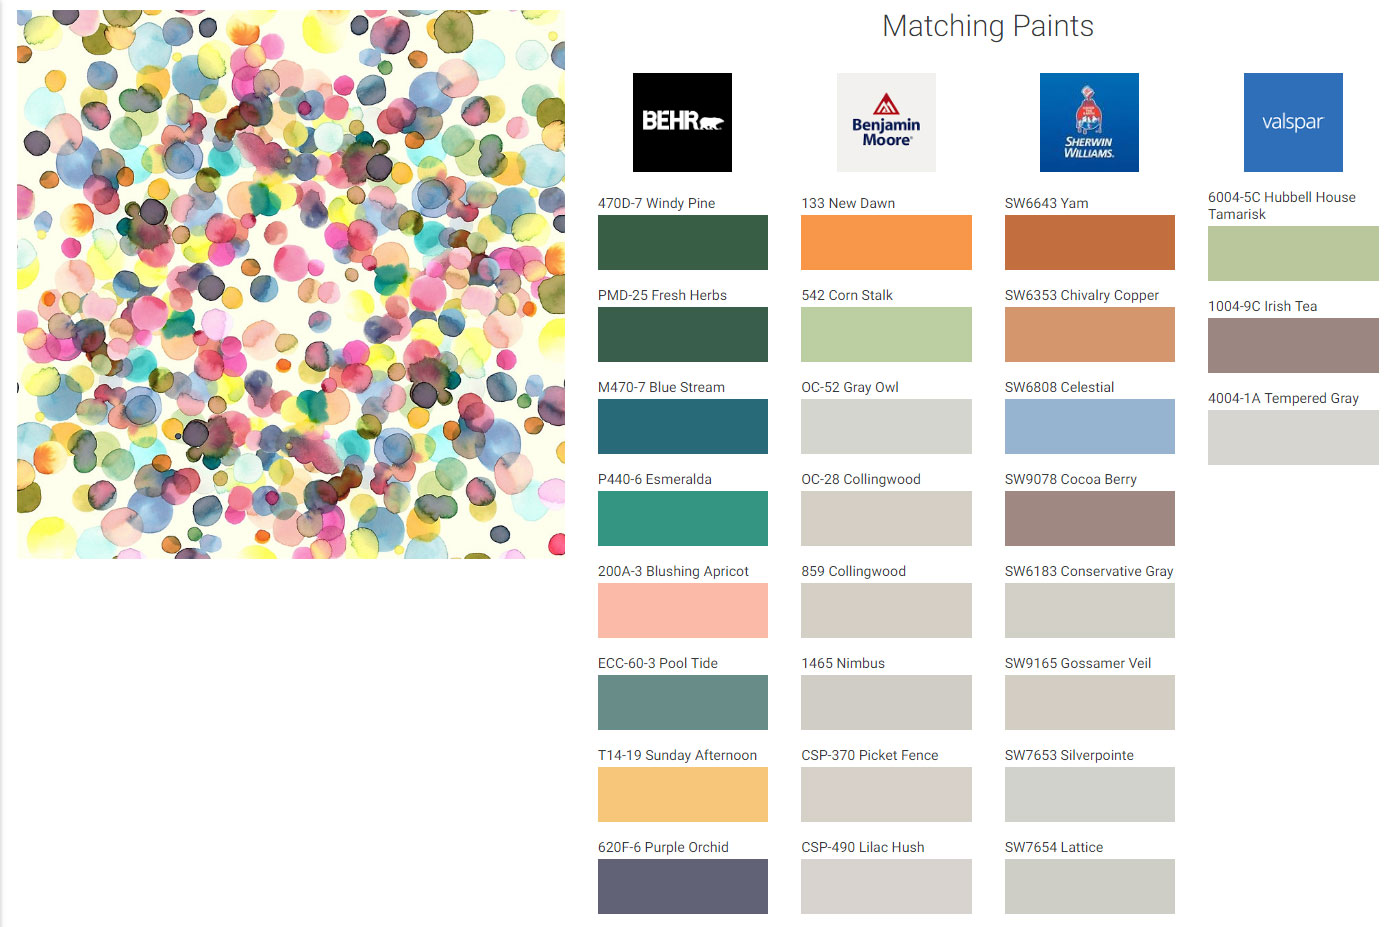 Matching Paints
BEHR
Benjamin
Moore®
SHERWIN
WILLIAMS.
valspar
470D-7 Windy Pine
PMD-25 Fresh Herbs
M470-7 Blue Stream
P440-6 Esmeralda
200A-3 Blushing Apricot
ECC-60-3 Pool Tide
T14-19 Sunday Afternoon
620F-6 Purple Orchid
133 New Dawn
542 Corn Stalk
OC-52 Gray Owl
OC-28 Collingwood
859 Collingwood
1465 Nimbus
CSP-370 Picket Fence
CSP-490 Lilac Hush
SW6643 Yam
SW6353 Chivalry Copper
SW6808 Celestial
SW9078 Cocoa Berry
SW6183 Conservative Gray
SW9165 Gossamer Veil
SW7653 Silverpointe
SW7654 Lattice
6004-5C Hubbell House
Tamarisk
1004-9C Irish Tea
4004-1A Tempered Gray